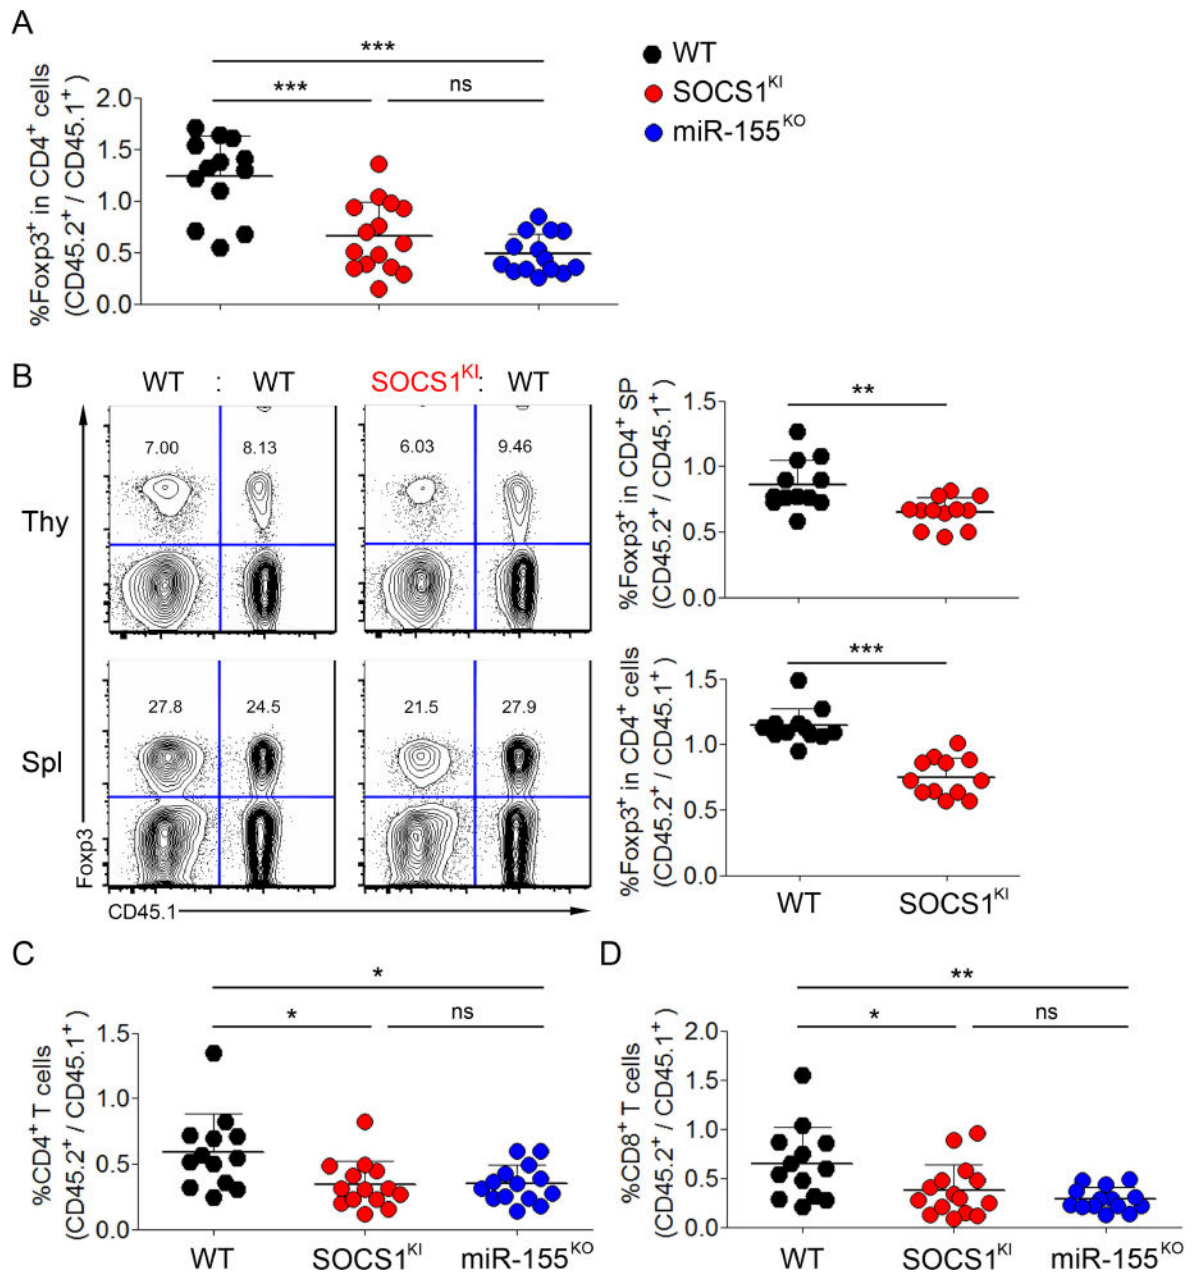 A
***
***
ns
WT
SOCS1ᴷᴵ
miR-155ᴷᴼ
%Foxp3⁺ in CD4⁺ cells
(CD45.2⁺ / CD45.1⁺ )
2.0
1.5
1.0
0.5
0.0
B
WT : WT
SOCS1ᴷᴵ: WT
Thy
7.00
8.13
6.03
9.46
Spl
27.8
24.5
21.5
27.9
Foxp3
CD45.1
**
%Foxp3⁺ in CD4⁺ SP
(CD45.2⁺ / CD45.1⁺)
1.5
1.0
0.5
0.0
***
%Foxp3⁺ in CD4⁺ cells
(CD45.2⁺ / CD45.1⁺)
1.5
1.0
0.5
0.0
WT
SOCS1ᴷᴵ
C
*
*
ns
%CD4⁺ T cells
(CD45.2⁺ / CD45.1⁺ )
1.5
1.0
0.5
0.0
WT
SOCS1ᴷᴵ
miR-155ᴷᴼ
D
**
*
ns
%CD8⁺ T cells
(CD45.2⁺ / CD45.1⁺ )
2.0
1.5
1.0
0.5
0.0
WT
SOCS1ᴷᴵ
miR-155ᴷᴼ